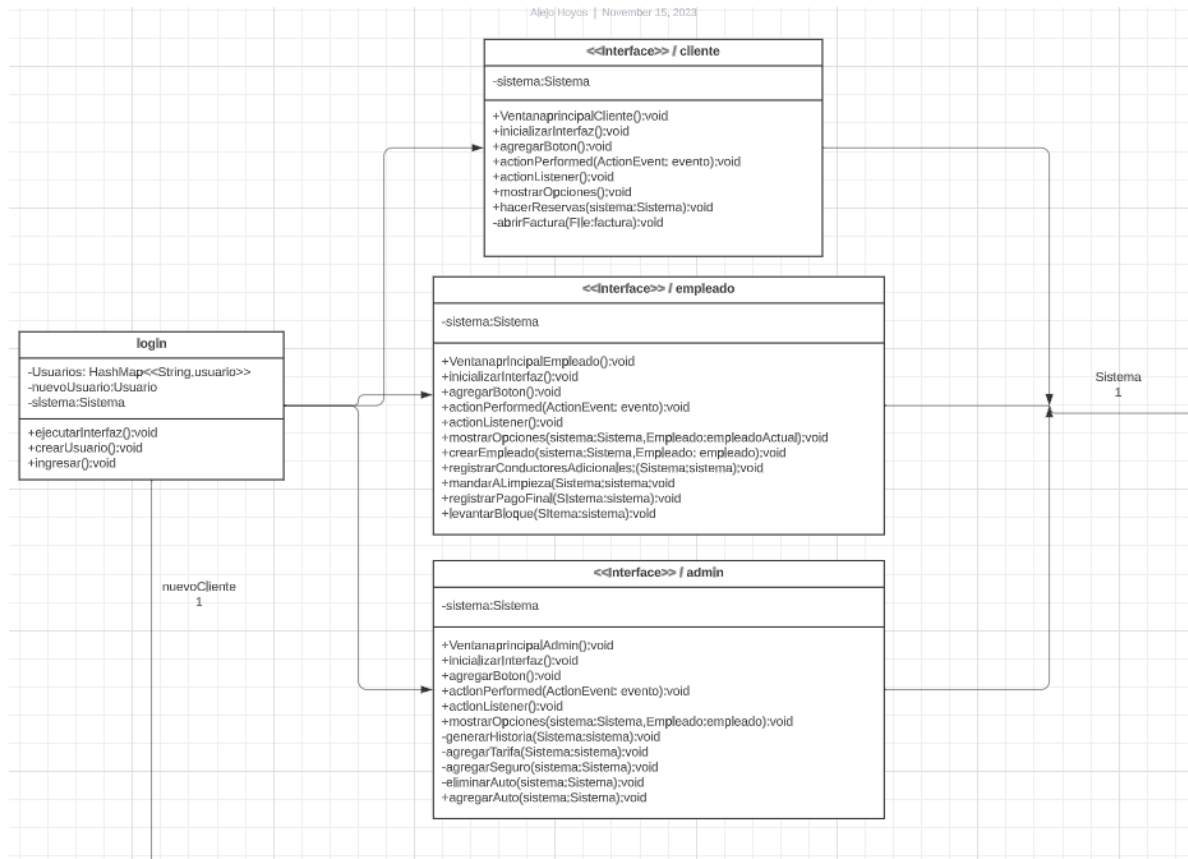 Alejo Hoyos | November 15, 2023
<<Interface>> / cliente
-sistema:Sistema
+VentanaprincipalCliente():void
+inicializarInterfaz():void
+agregarBoton():void
+actionPerformed(ActionEvent: evento):void
+actionListener():void
+mostrarOpciones():void
+hacerReservas(sistema:Sistema):void
-abrirFactura(FIle:factura):void
<<Interface>> / empleado
-sistema:Sistema
+VentanaprincipalEmpleado():void
+inicializarInterfaz():void
+agregarBoton():void
+actionPerformed(ActionEvent: evento):void
+actionListener():void
+mostrarOpciones(sistema:Sistema,Empleado:empleadoActual):void
+crearEmpleado(sistema:Sistema,Empleado: empleado):void
+registrarConductoresAdicionales:(Sistema:sistema):void
+mandarALimpieza(Sistema:sistema:void
+registrarPagoFinal(SIstema:sistema):void
+levantarBloque(SItema:sistema):void
login
-Usuarios: HashMap<<String,usuario>>
-nuevoUsuario:Usuario
-sistema:Sistema
+ejecutarInterfaz():void
+crearUsuario():void
+ingresar():void
Sistema
1
nuevoCliente
1
<<Interface>> / admin
-sistema:Sistema
+VentanaprincipalAdmin():void
+inicializarInterfaz():void
+agregarBoton():void
+actionPerformed(ActionEvent: evento):void
+actionListener():void
+mostrarOpciones(sistema:Sistema,Empleado:empleado):void
-generarHistoria(Sistema:sistema):void
-agregarTarifa(Sistema:sistema):void
-agregarSeguro(sistema:Sistema):void
-eliminarAuto(sistema:Sistema):void
+agregarAuto(sistema:Sistema):void